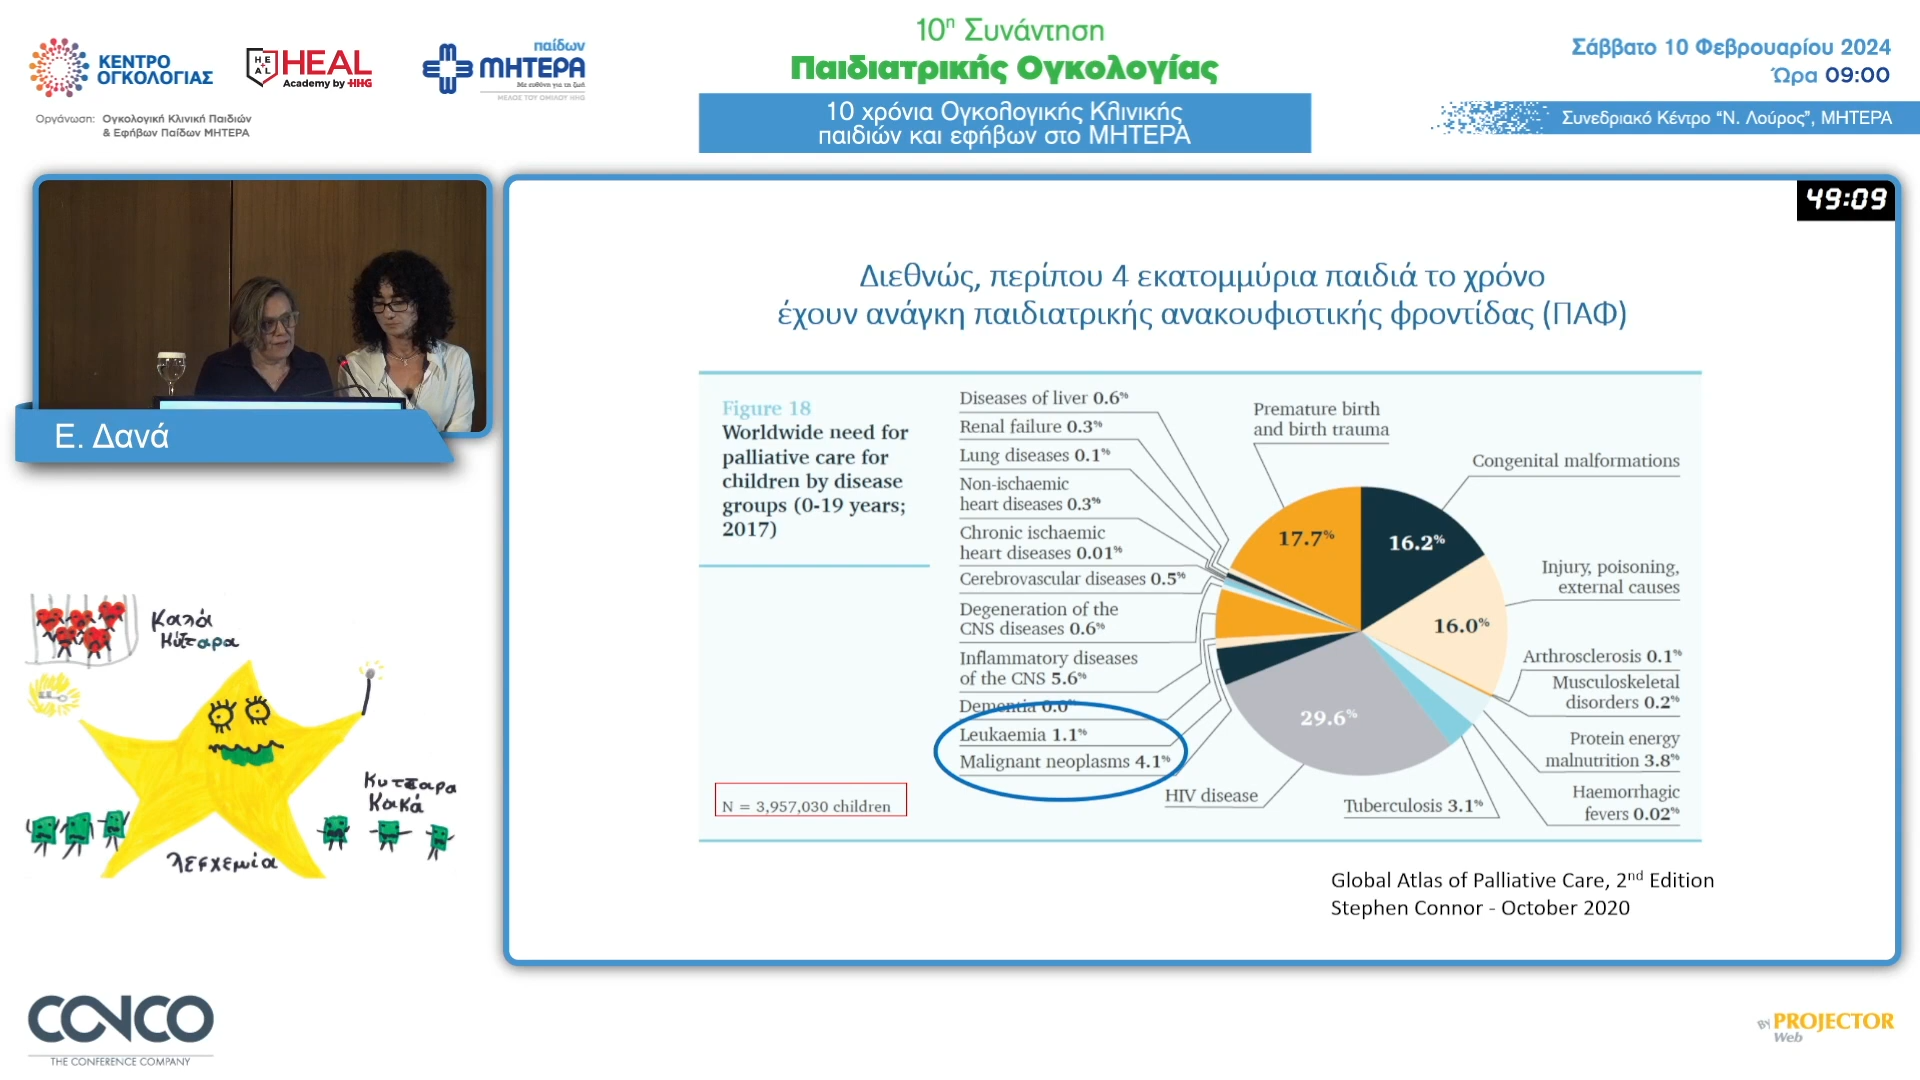 ΚΕΝΤΡΟ
ΟΓΚΟΛΟΓΙΑΣ
HEAL
HEAL
Academy by HHG
παίδων
ΜΗΤΕΡΑ
Με ευθύνη για τη ζωή
ΜΕΛΟΣ ΤΟΥ ΟΜΙΛΟΥ HHG
Οργάνωση: Ογκολογική Κλινική Παιδιών
& Εφήβων Παίδων ΜΗΤΕΡΑ
10η Συνάντηση
Παιδιατρικής Ογκολογίας
10 χρόνια Ογκολογικής Κλινικής
παιδιών και εφήβων στο ΜΗΤΕΡΑ
Σάββατο 10 Φεβρουαρίου 2024
Ώρα 09:00
Συνεδριακό Κέντρο “Ν. Λούρος”, ΜΗΤΕΡΑ
49:09
Ε. Δανά
Διεθνώς, περίπου 4 εκατομμύρια παιδιά το χρόνο
έχουν ανάγκη παιδιατρικής ανακουφιστικής φροντίδας (ΠΑΦ)
Figure 18
Worldwide need for
palliative care for
children by disease
groups (0-19 years;
2017)
N = 3,957,030 children
Diseases of liver 0.6%
Renal failure 0.3%
Lung diseases 0.1%
Non-ischaemic
heart diseases 0.3%
Chronic ischaemic
heart diseases 0.01%
Cerebrovascular diseases 0.5%
Degeneration of the
CNS diseases 0.6%
Inflammatory diseases
of the CNS 5.6%
Dementia 0.0%
Leukaemia 1.1%
Malignant neoplasms 4.1%
HIV disease
Premature birth
and birth trauma
Congenital malformations
Injury, poisoning,
external causes
Arthrosclerosis 0.1%
Musculoskeletal
disorders 0.2%
Protein energy
malnutrition 3.8%
Haemorrhagic
fevers 0.02%
Tuberculosis 3.1%
17.7%
16.2%
16.0%
29.6%
Global Atlas of Palliative Care, 2nd Edition
Stephen Connor - October 2020
Καλά
Κύτταρα
Κυτταρα
Κακά
λεFχεμία
CONCO
THE CONFERENCE COMPANY
BY PROJECTOR
Web